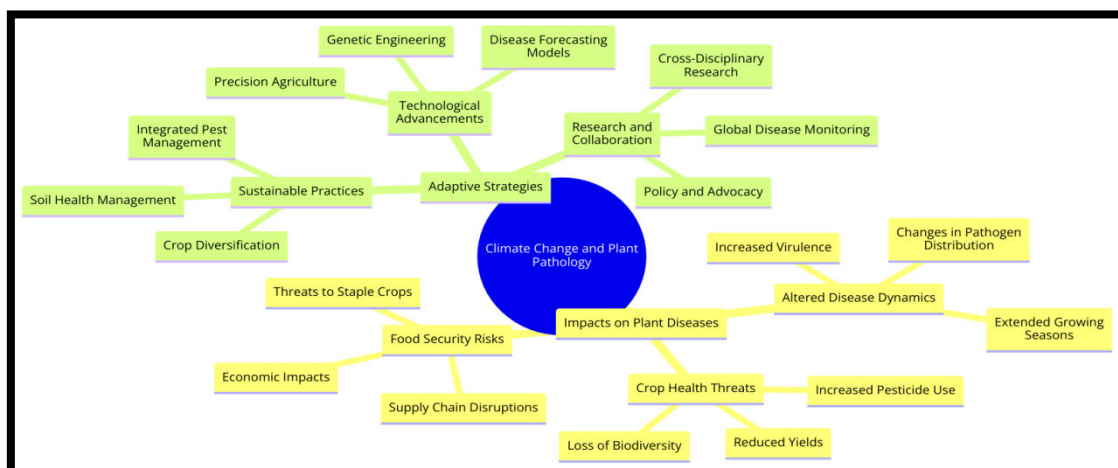 Genetic Engineering
Disease Forecasting
Models
Cross-Disciplinary
Research
Precision Agriculture
Technological
Advancements
Research and
Collaboration
Global Disease Monitoring
Integrated Pest
Management
Soil Health Management
Sustainable Practices
Adaptive Strategies
Policy and Advocacy
Crop Diversification
Climate Change and Plant
Pathology
Increased Virulence
Changes in Pathogen
Distribution
Threats to Staple Crops
Altered Disease Dynamics
Impacts on Plant Diseases
Extended Growing
Seasons
Food Security Risks
Economic Impacts
Crop Health Threats
Increased Pesticide Use
Supply Chain Disruptions
Loss of Biodiversity
Reduced Yields